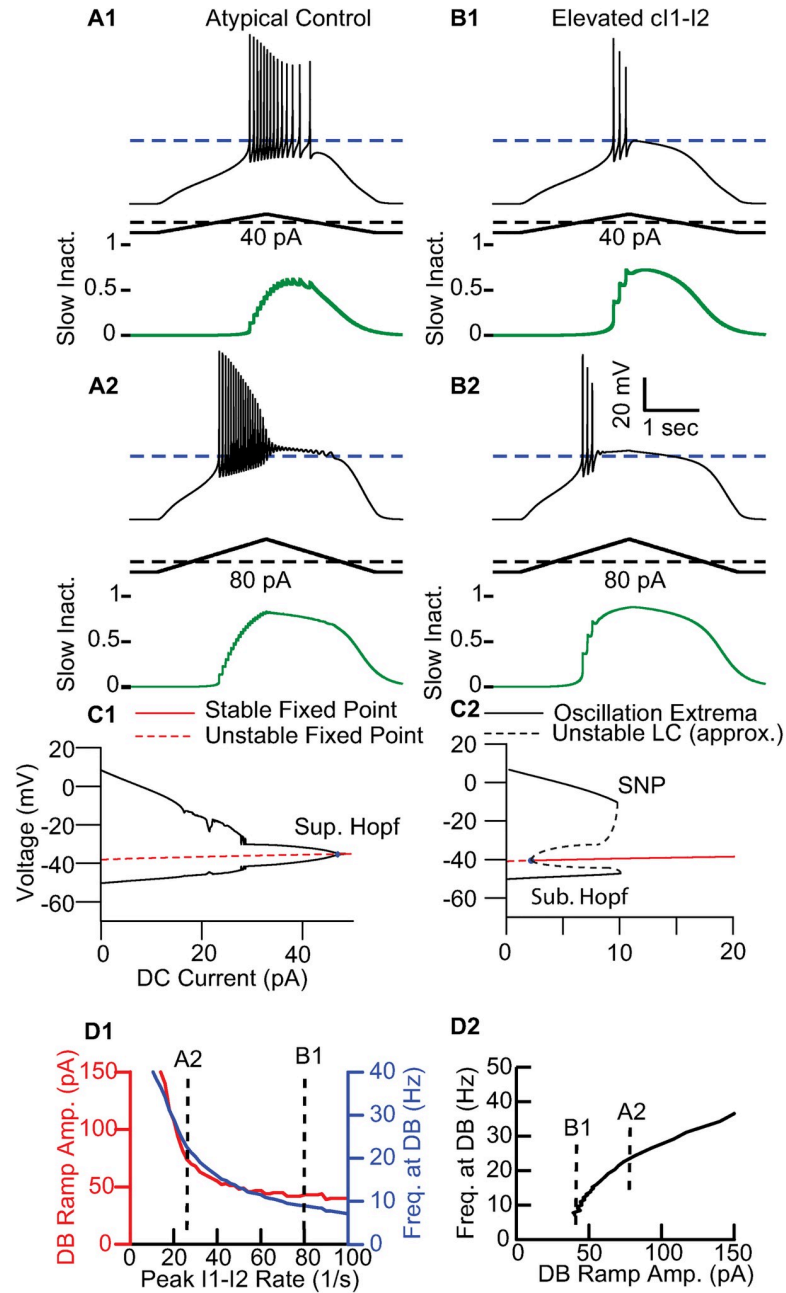 A1 Atypical Control
B1 Elevated cI1-I2
40 pA
40 pA
Slow Inact.
1
0.5
0
Slow Inact.
1
0.5
0
A2
B2
20 mV
1 sec
80 pA
80 pA
Slow Inact.
1
0.5
0
Slow Inact.
1
0.5
0
C1
Stable Fixed Point
Unstable Fixed Point
Voltage (mV)
20
0
-20
-40
-60
Sup. Hopf
0 20 40
DC Current (pA)
C2
Oscillation Extrema
Unstable LC (approx.)
20
0
-20
-40
-60
SNP
Sub. Hopf
0 10 20
D1
DB Ramp Amp. (pA)
150
100
50
0
A2
B1
40
30
20
10
0
Freq. at DB (Hz)
0 20 40 60 80 100
Peak I1-I2 Rate (1/s)
D2
Freq. at DB (Hz)
50
40
30
20
10
0
B1
A2
0 50 100 150
DB Ramp Amp. (pA)